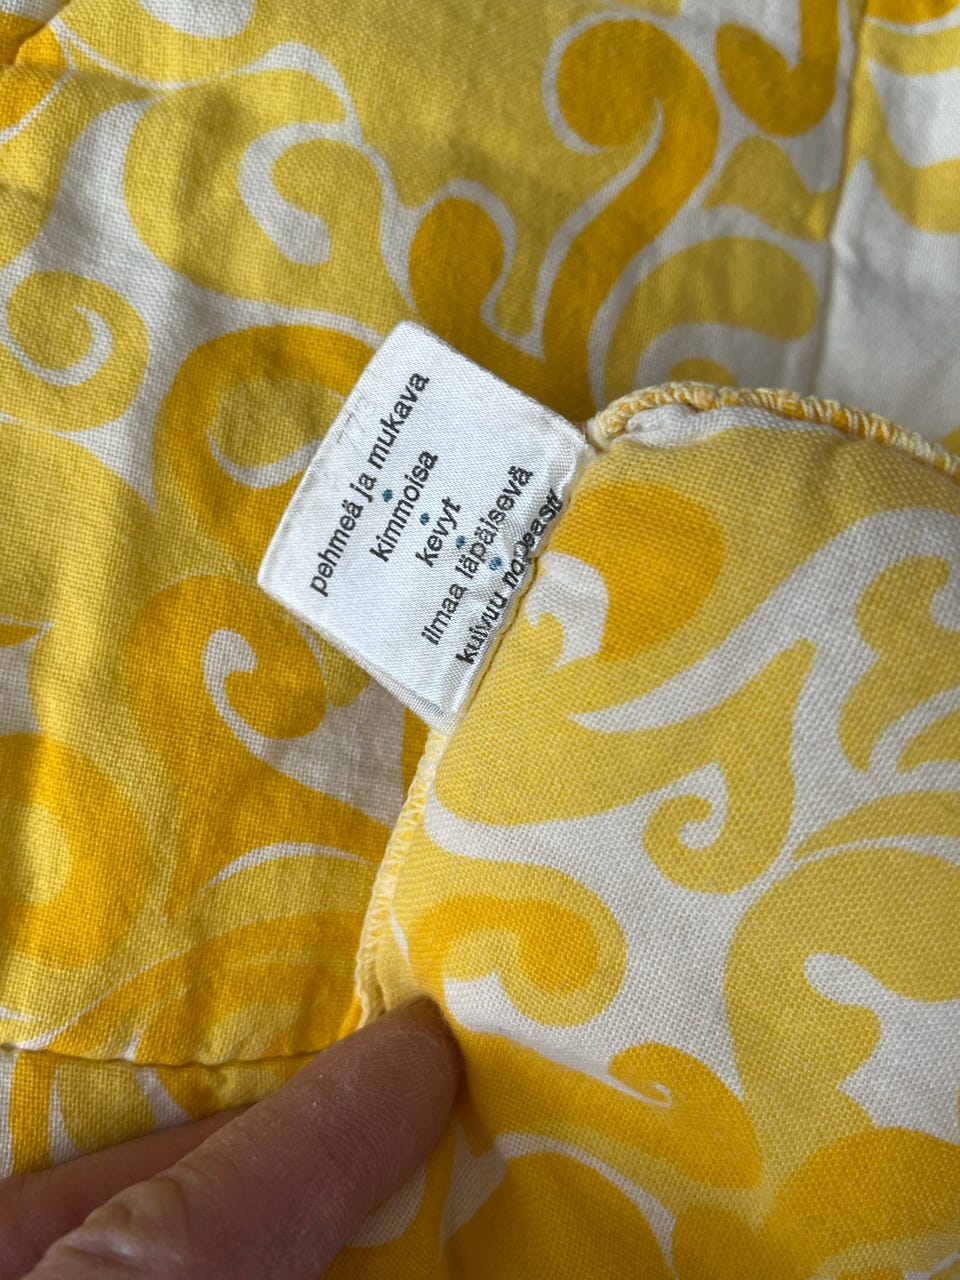 pehmeä ja mukava
kimmoisa
kevyt
ilmaa läpäisevä
kuivuu nopeasti